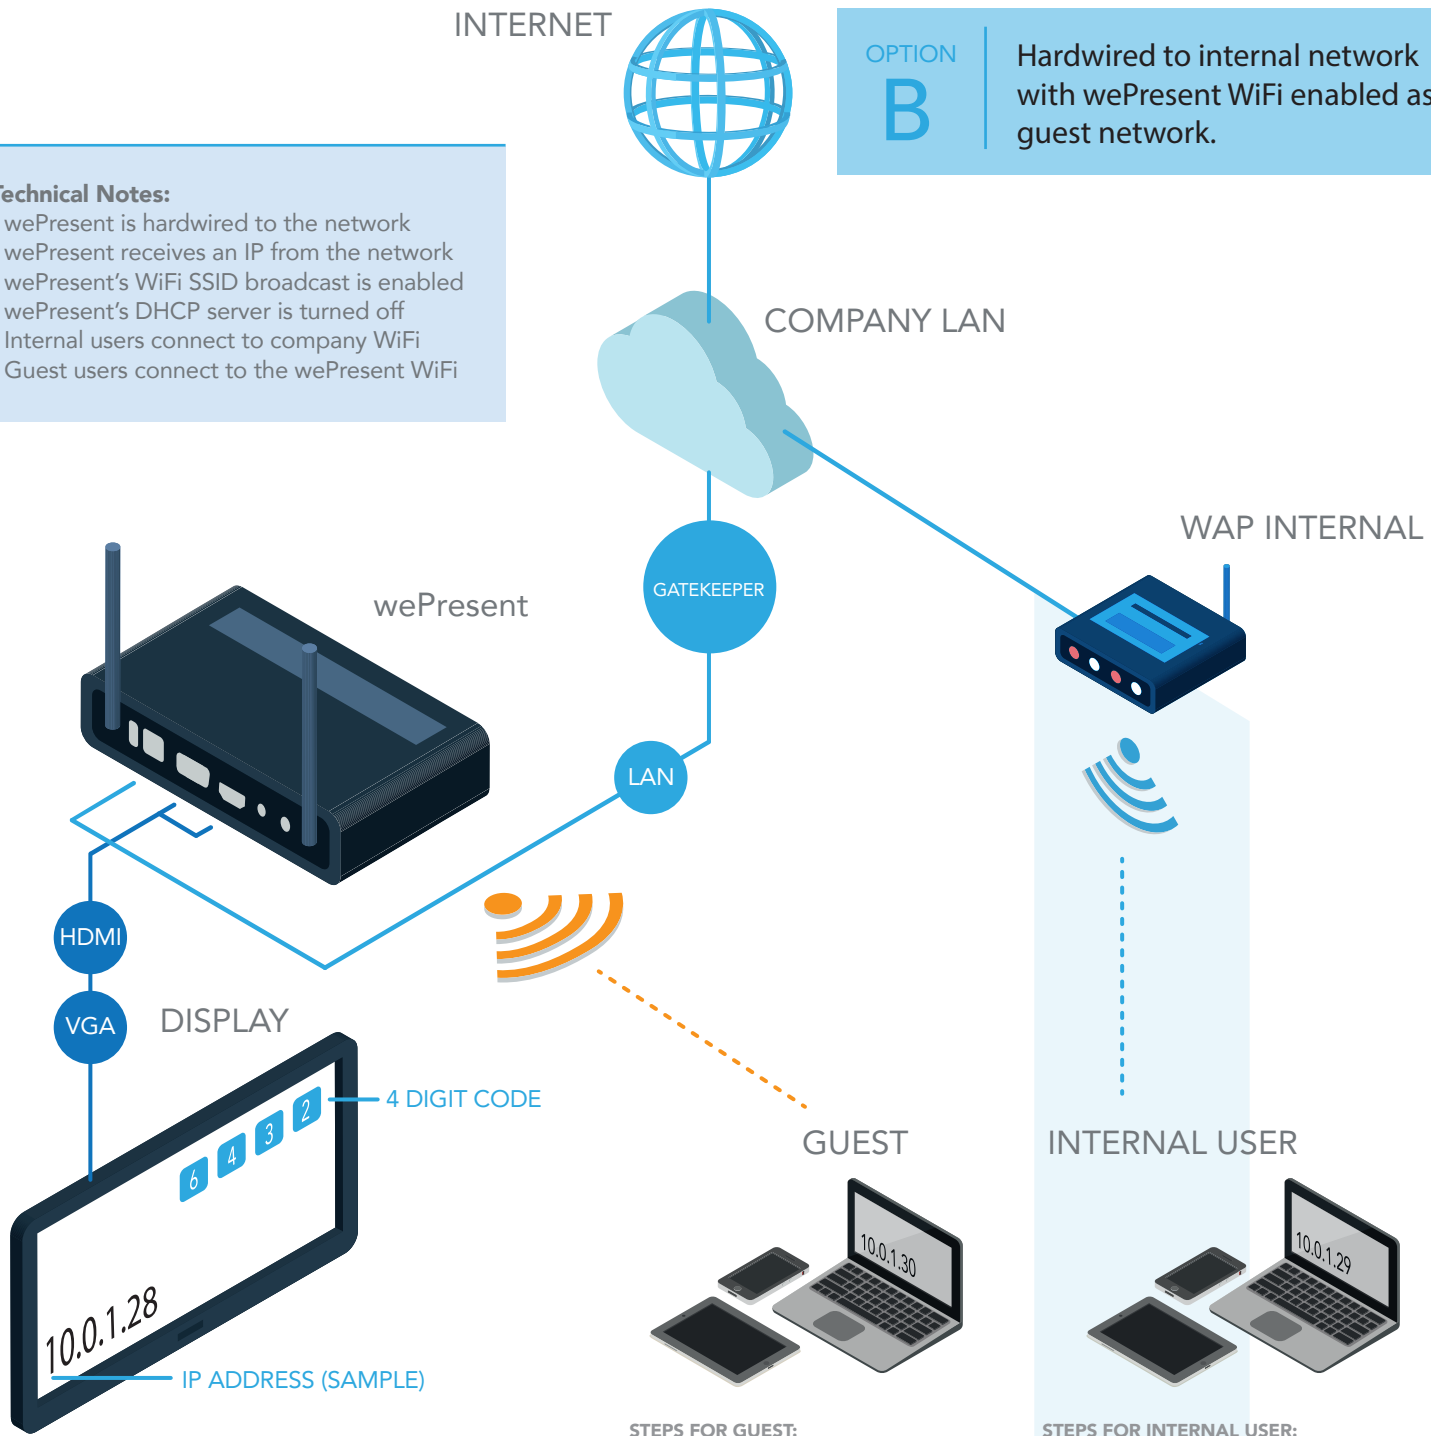 INTERNET
OPTION
B
Hardwired to internal network
with wePresent WiFi enabled as
guest network.
Technical Notes:
wePresent is hardwired to the network
wePresent receives an IP from the network
wePresent's WiFi SSID broadcast is enabled
wePresent's DHCP server is turned off
Internal users connect to company WiFi
Guest users connect to the wePresent WiFi
COMPANY LAN
WAP INTERNAL
GATEKEEPER
wePresent
LAN
HDMI
VGA
DISPLAY
4 DIGIT CODE
6 4 3 2
GUEST
INTERNAL USER
10.0.1.30
10.0.1.29
10.0.1.28
IP ADDRESS (SAMPLE)
STEPS FOR GUEST:
STEPS FOR INTERNAL USER: